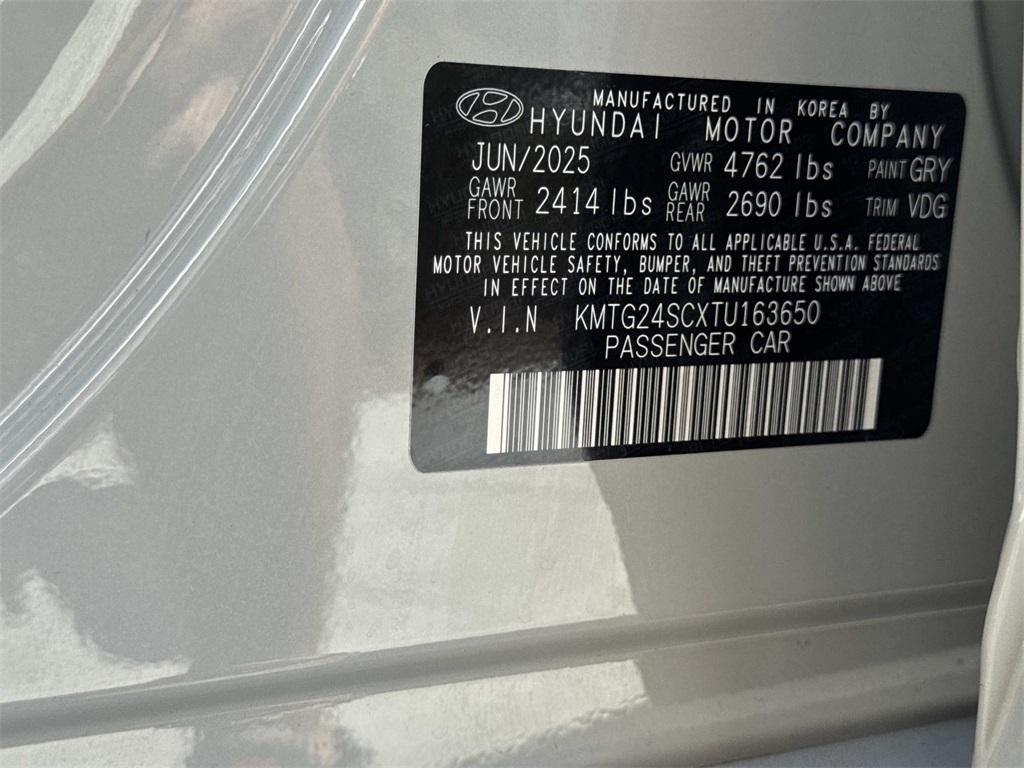 MANUFACTURED IN KOREA BY
HYUNDAI MOTOR COMPANY
JUN/2025 GVWR 4762 lbs PAINT GRY
GAWR FRONT 2414 lbs GAWR REAR 2690 lbs TRIM VDG
THIS VEHICLE CONFORMS TO ALL APPLICABLE U.S.A. FEDERAL
MOTOR VEHICLE SAFETY, BUMPER, AND THEFT PREVENTION STANDARDS
IN EFFECT ON THE DATE OF MANUFACTURE SHOWN ABOVE
V.I.N KMTG24SCXTU163650
PASSENGER CAR